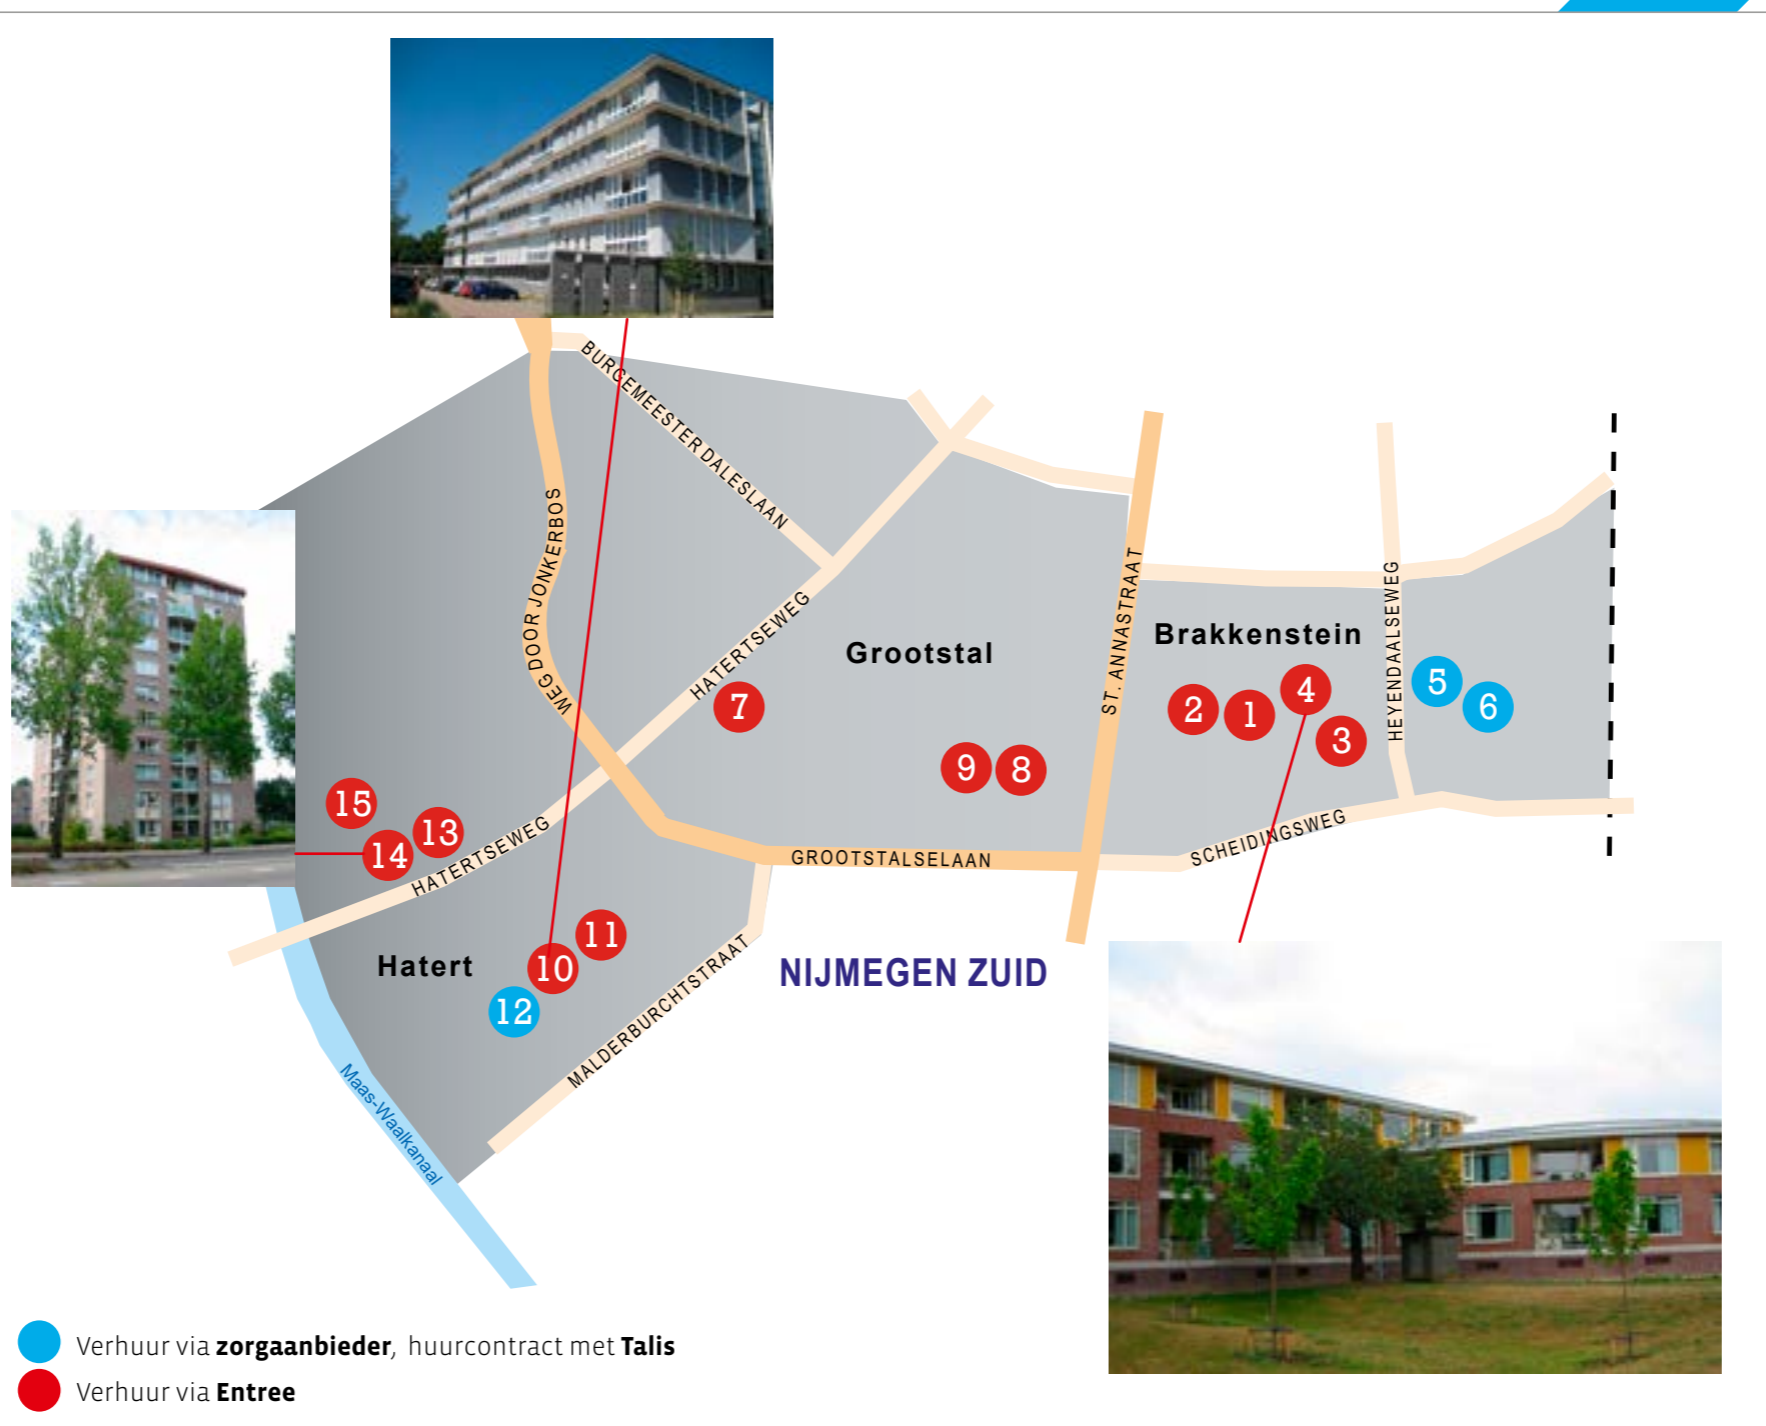 BURGEMEESTER DALESLAAN
WEG DOOR JONKERBOS
HATERTSEWEG
ST. ANNASTRAAT
HEYENDAALSEWEG
Grootstal
Brakkenstein
5
6
4
2
1
3
7
9
8
15
13
14
HATERTSEWEG
GROOTSTALSELAAN
SCHEIDINGSWEG
11
10
12
Hatert
MALDERBURCHTSTRAAT
NIJMEGEN ZUID
Maas-Waalkanaal
Verhuur via zorgaanbieder, huurcontract met Talis
Verhuur via Entree